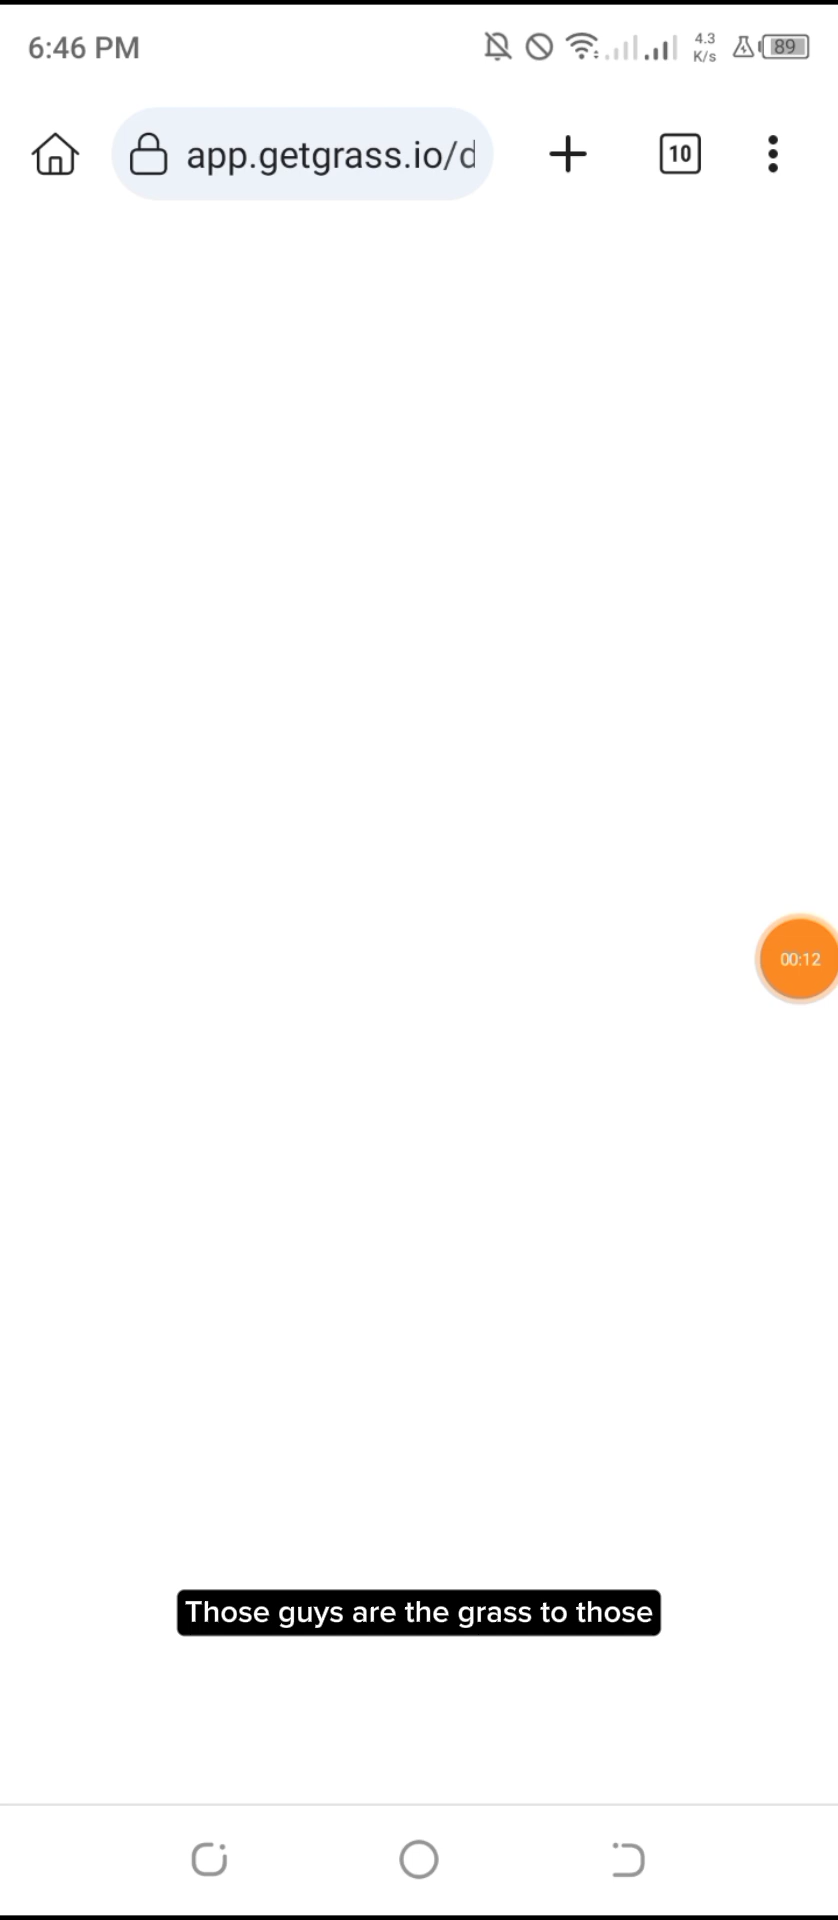 6:46 PM
4.3
K/s
89
app.getgrass.io/d
10
00:12
Those guys are the grass to those